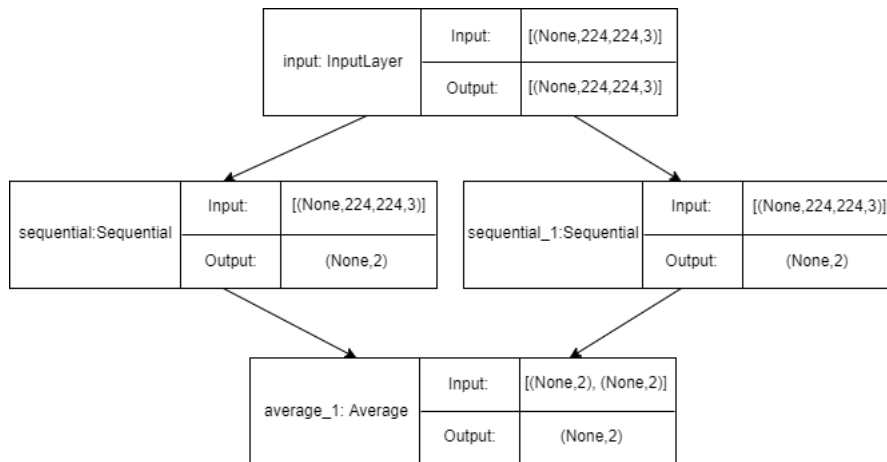 input: InputLayer
Input: [(None,224,224,3)]
Output: [(None,224,224,3)]
sequential:Sequential
Input: [(None,224,224,3)]
Output: (None,2)
sequential_1:Sequential
Input: [(None,224,224,3)]
Output: (None,2)
average_1: Average
Input: [(None,2), (None,2)]
Output: (None,2)